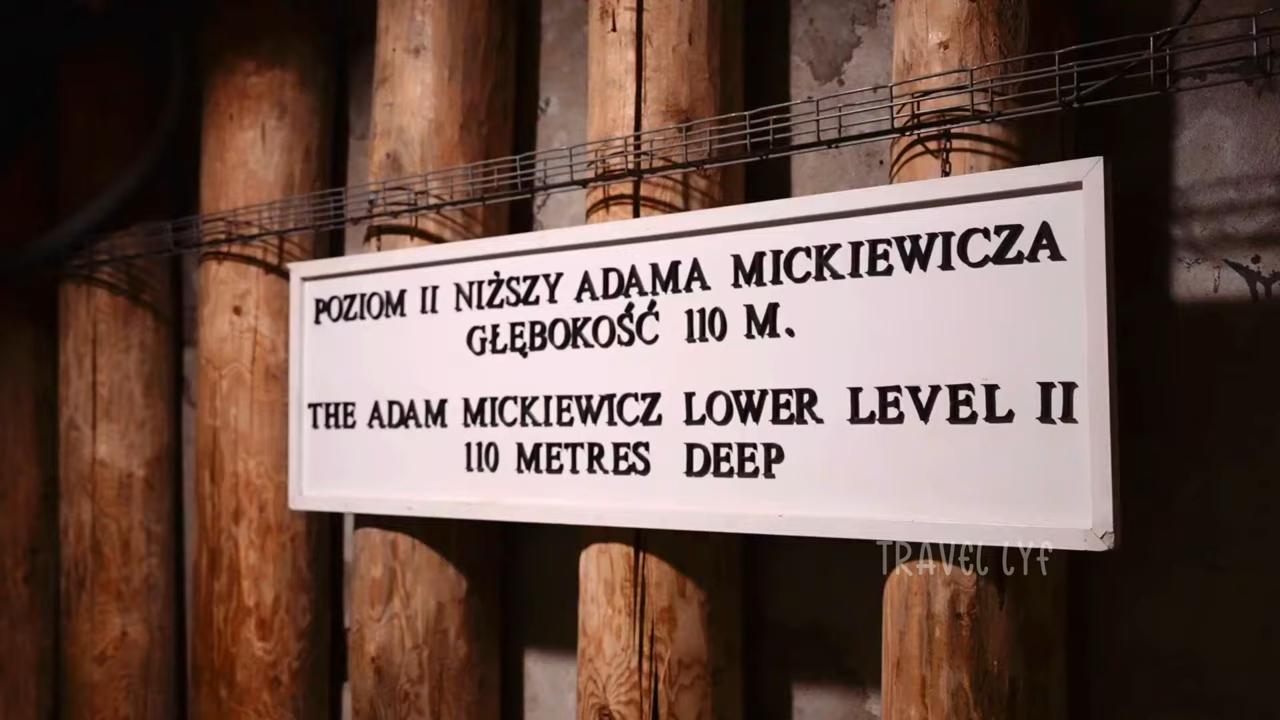 POZIOM II NIŻSZY ADAMA MICKIEWICZA
GŁĘBOKOŚĆ 110 M.
THE ADAM MICKIEWICZ LOWER LEVEL II
110 METRES DEEP
TRAVEL LYF